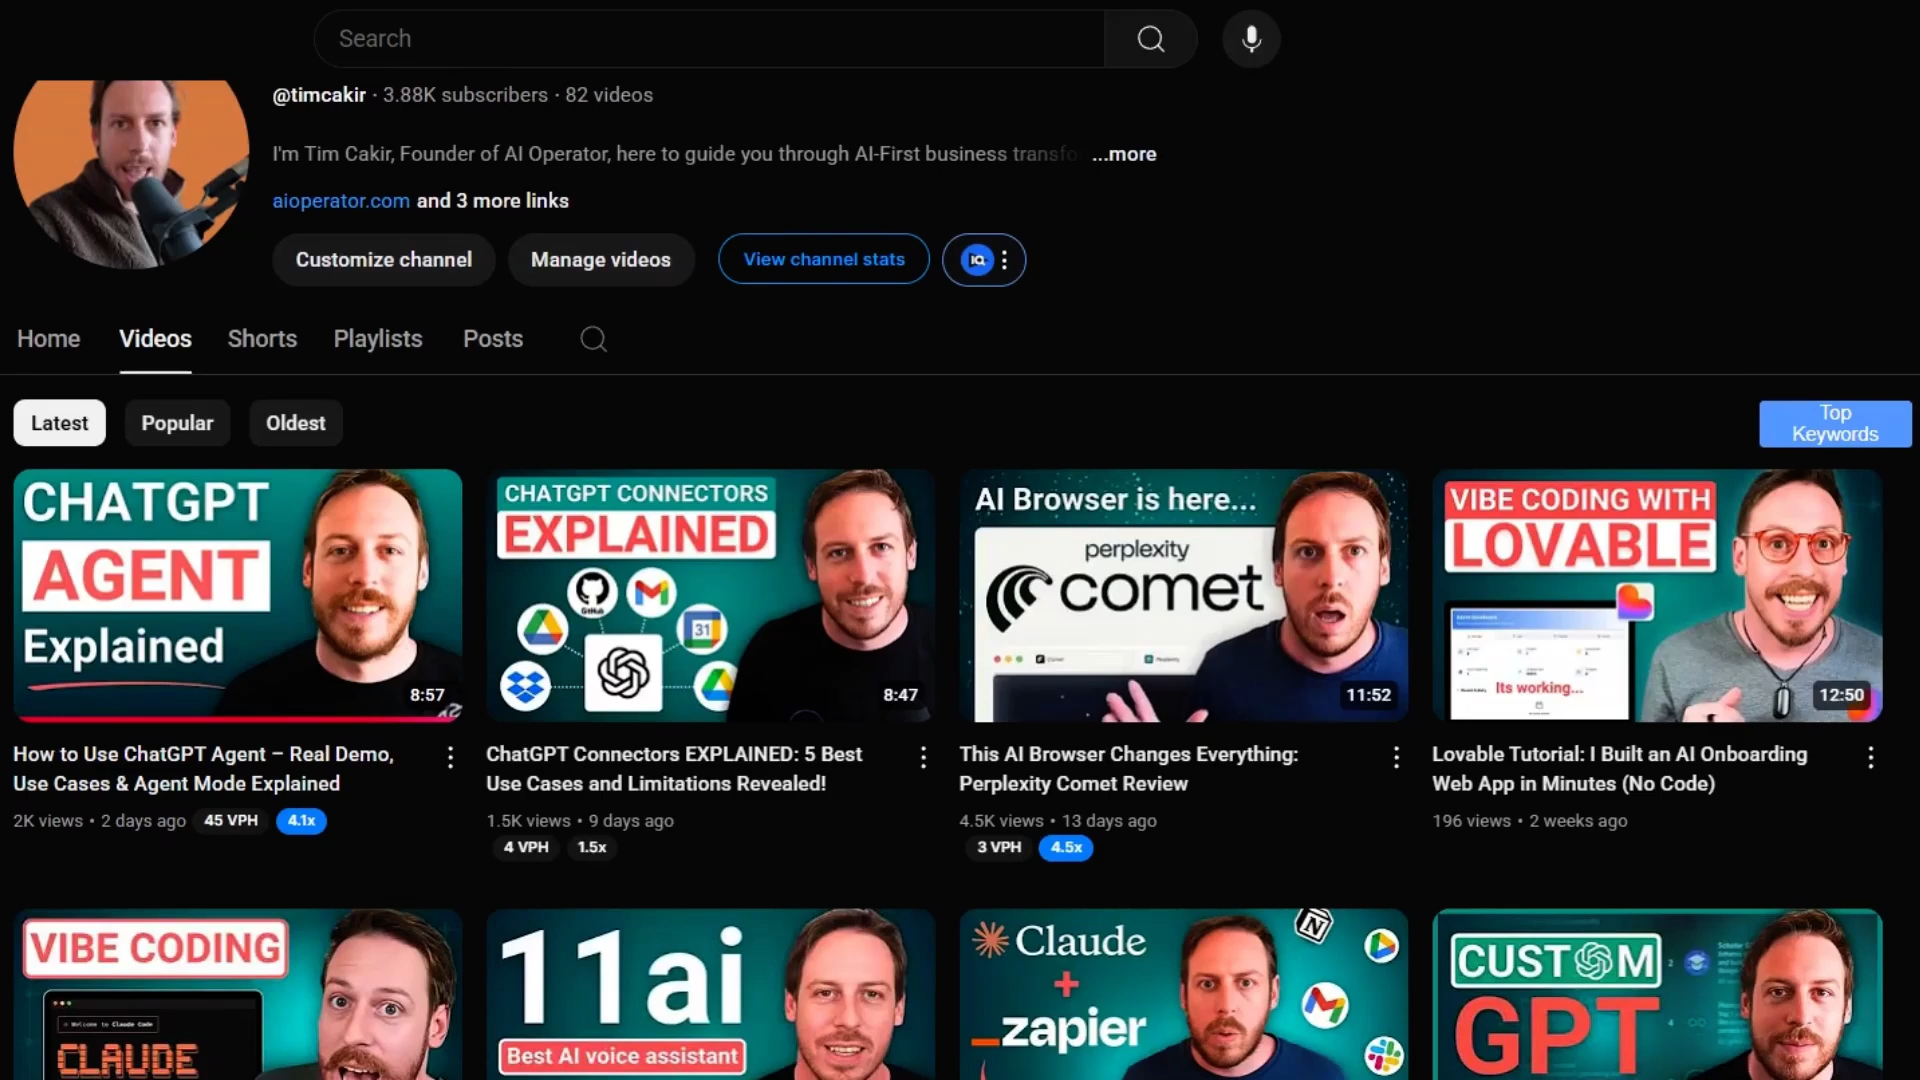 Search
@timcakir · 3.88K subscribers · 82 videos
I'm Tim Cakir, Founder of AI Operator, here to guide you through AI-First business transfo ...more
aioperator.com and 3 more links
Customize channel
Manage videos
View channel stats
IQ
Home
Videos
Shorts
Playlists
Posts
Latest
Popular
Oldest
Top
Keywords
CHATGPT
AGENT
Explained
8:57
CHATGPT CONNECTORS
EXPLAINED
GitHub
31
8:47
AI Browser is here...
perplexity
comet
11:52
VIBE CODING WITH
LOVABLE
Its working...
12:50
How to Use ChatGPT Agent – Real Demo,
Use Cases & Agent Mode Explained
2K views • 2 days ago
45 VPH
4.1x
ChatGPT Connectors EXPLAINED: 5 Best
Use Cases and Limitations Revealed!
1.5K views • 9 days ago
4 VPH
1.5x
This AI Browser Changes Everything:
Perplexity Comet Review
4.5K views • 13 days ago
3 VPH
4.5x
Lovable Tutorial: I Built an AI Onboarding
Web App in Minutes (No Code)
196 views • 2 weeks ago
VIBE CODING
Welcome to Claude Code
CLAUDE
11ai
Best AI voice assistant
Claude
+
_zapier
N
CUSTOM
GPT